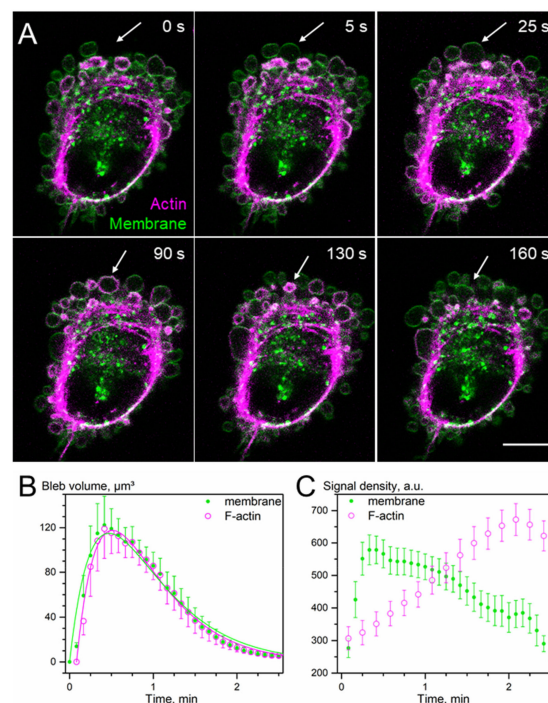 A
0 s
5 s
25 s
Actin
Membrane
90 s
130 s
160 s
B
Bleb volume, µm³
membrane
F-actin
120
80
40
0
0
1
2
Time, min
C
Signal density, a.u.
membrane
F-actin
700
600
500
400
300
200
0
1
2
Time, min